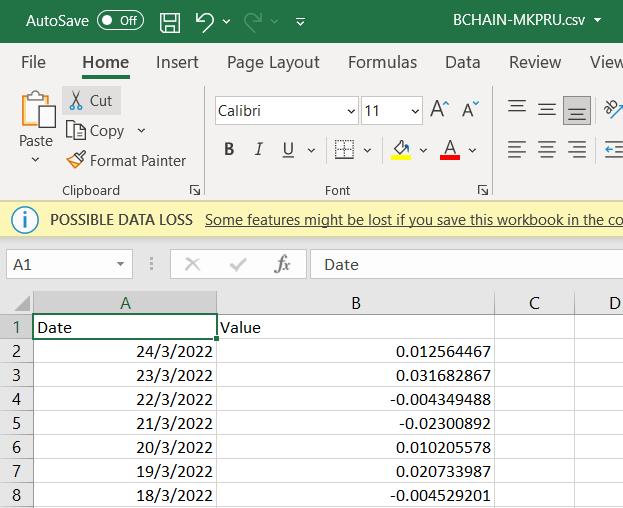 AutoSave Off BCHAIN-MKPRU.csv
File Home Insert Page Layout Formulas Data Review View
Paste
Cut
Copy
Format Painter
Clipboard
Calibri 11 A A
B I U A
Font
ab
POSSIBLE DATA LOSS Some features might be lost if you save this workbook in the co
A1 fx Date
A B C D
1 Date Value
2 24/3/2022 0.012564467
3 23/3/2022 0.031682867
4 22/3/2022 -0.004349488
5 21/3/2022 -0.02300892
6 20/3/2022 0.010205578
7 19/3/2022 0.020733987
8 18/3/2022 -0.004529201